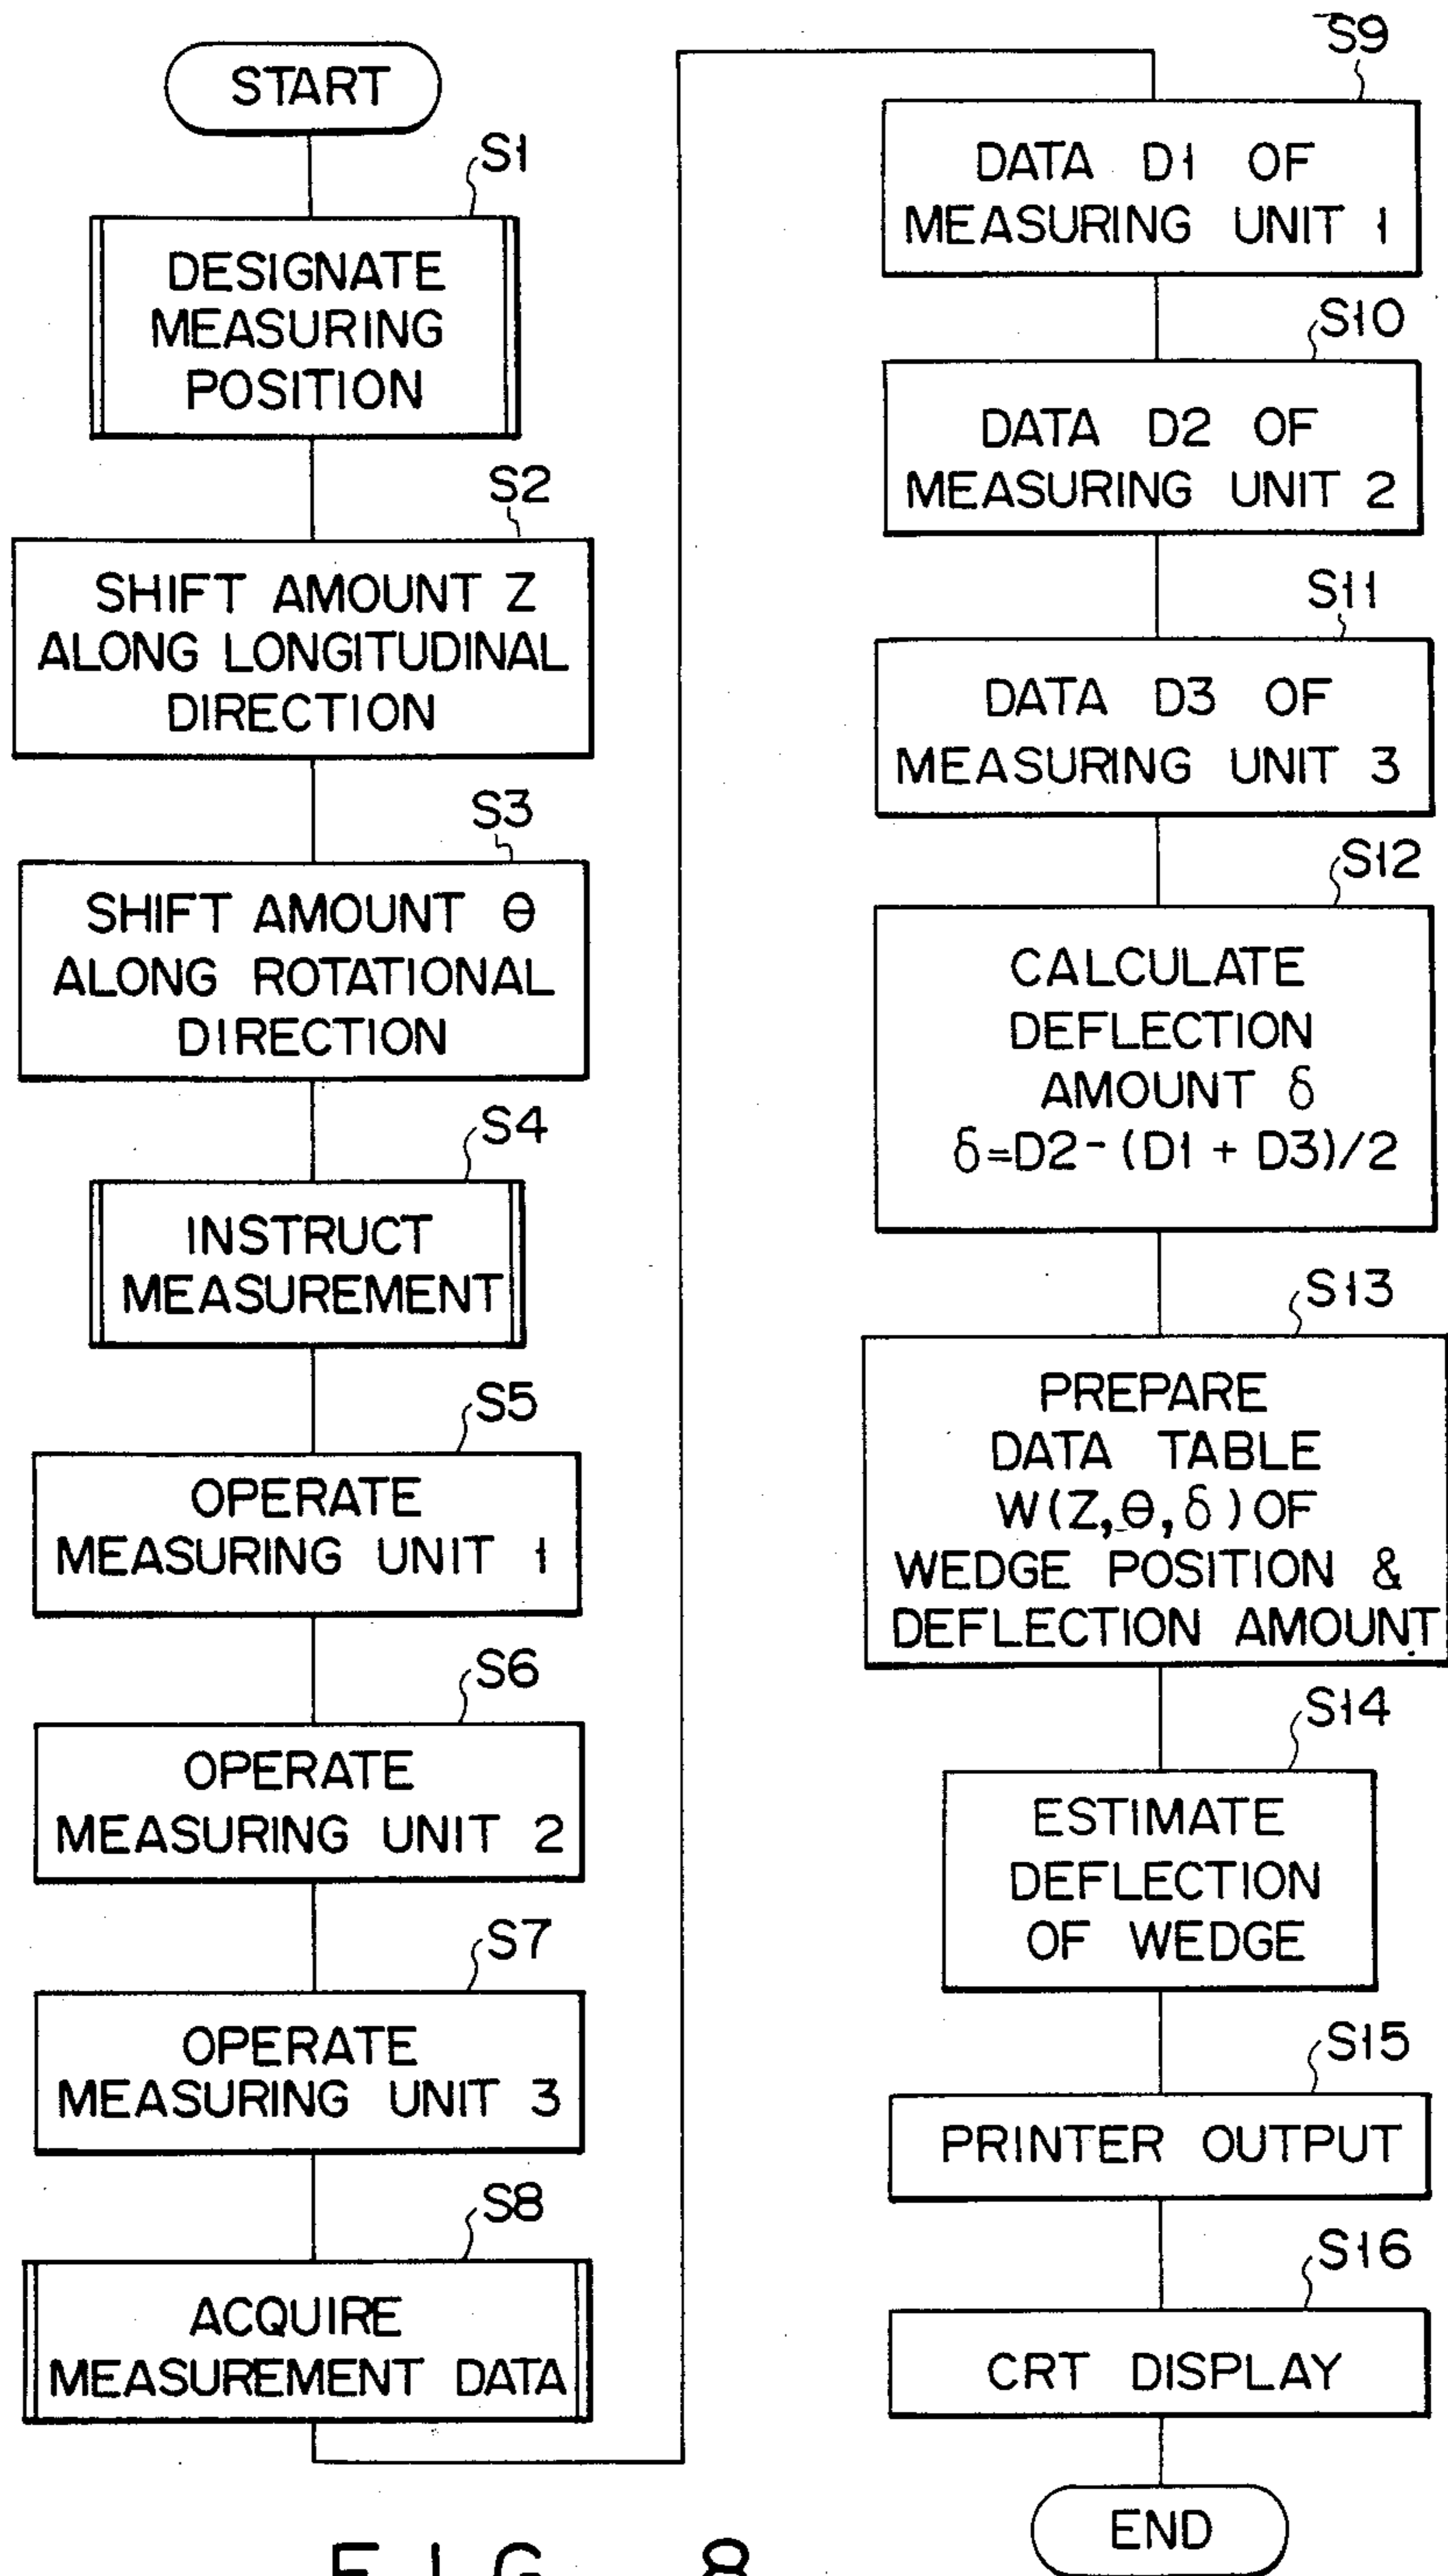 START
S1
DESIGNATE
MEASURING
POSITION
S2
SHIFT AMOUNT Z
ALONG LONGITUDINAL
DIRECTION
S3
SHIFT AMOUNT θ
ALONG ROTATIONAL
DIRECTION
S4
INSTRUCT
MEASUREMENT
S5
OPERATE
MEASURING UNIT 1
S6
OPERATE
MEASURING UNIT 2
S7
OPERATE
MEASURING UNIT 3
S8
ACQUIRE
MEASUREMENT DATA
S9
DATA D1 OF
MEASURING UNIT 1
S10
DATA D2 OF
MEASURING UNIT 2
S11
DATA D3 OF
MEASURING UNIT 3
S12
CALCULATE
DEFLECTION
AMOUNT δ
δ=D2-(D1+D3)/2
S13
PREPARE
DATA TABLE
W(Z,θ,δ) OF
WEDGE POSITION &
DEFLECTION AMOUNT
S14
ESTIMATE
DEFLECTION
OF WEDGE
S15
PRINTER OUTPUT
S16
CRT DISPLAY
END
FIG. 8